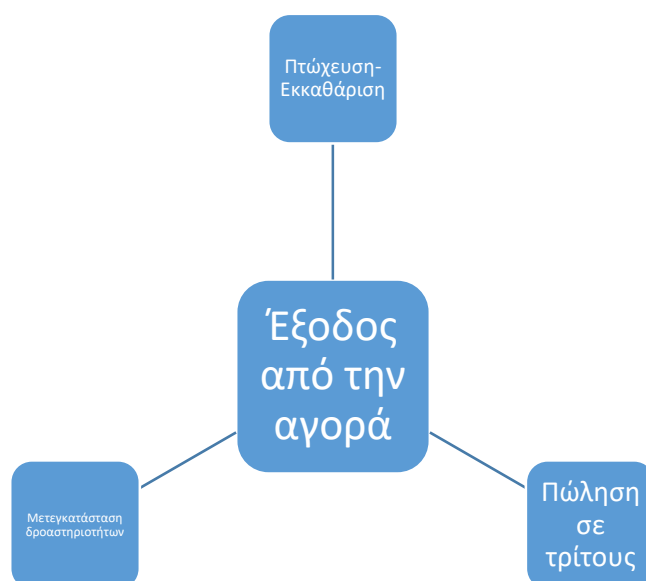 Πτώχευση-
Εκκαθάριση
Έξοδος
από την
αγορά
Μετεγκατάσταση
δροαστηριοτήτων
Πώληση
σε
τρίτους